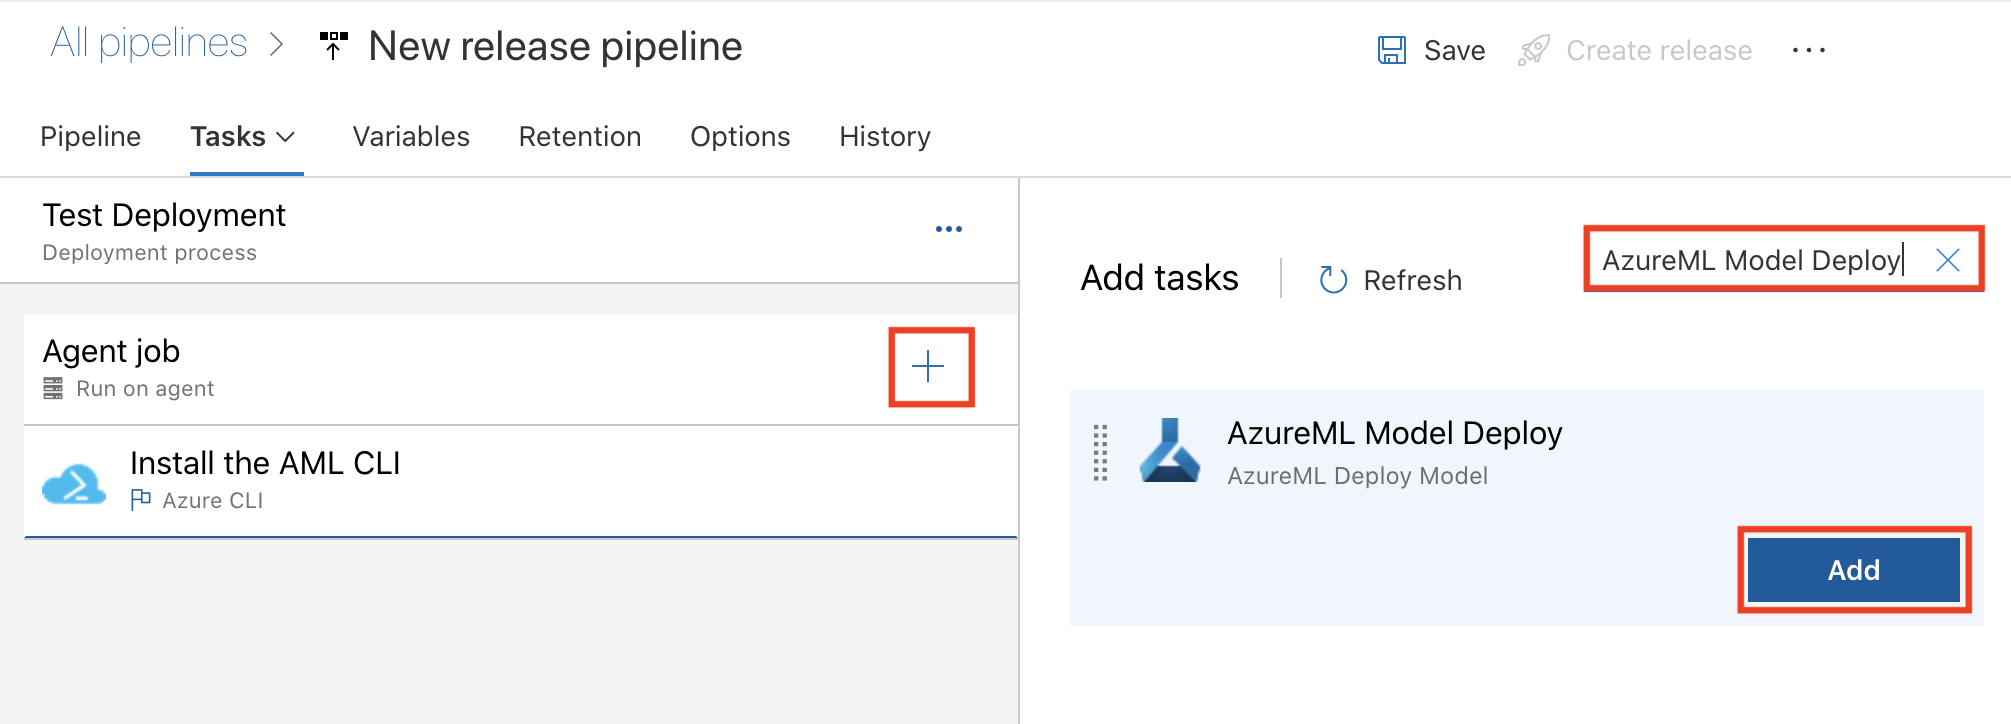 All pipelines > New release pipeline
Save Create release ...
Pipeline Tasks Variables Retention Options History
Test Deployment
Deployment process
Agent job
Run on agent
Install the AML CLI
Azure CLI
Add tasks Refresh
AzureML Model Deploy
AzureML Model Deploy
AzureML Deploy Model
Add